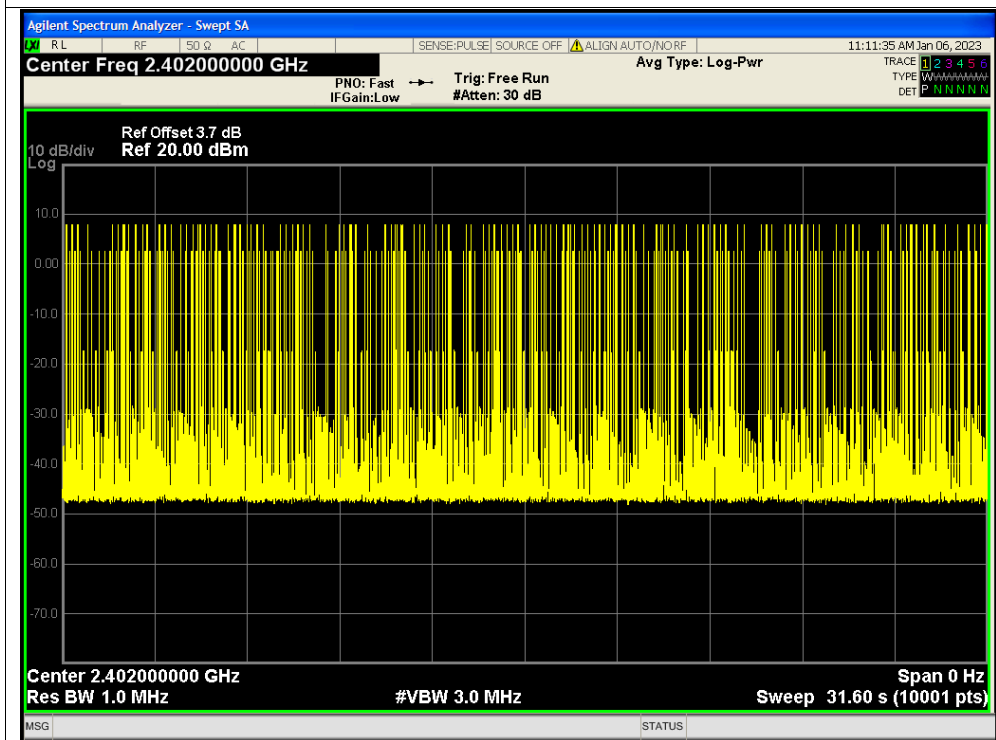 Agilent Spectrum Analyzer - Swept SA
LXI RL RF 50 Ω AC SENSE:PULSE SOURCE OFF ALIGN AUTO/NO RF 11:11:35 AM Jan 06, 2023
Center Freq 2.402000000 GHz Avg Type: Log-Pwr TRACE 1 2 3 4 5 6
PNO: Fast Trig: Free Run TYPE
IFGain:Low #Atten: 30 dB DET P N N N N N
Ref Offset 3.7 dB
10 dB/div Ref 20.00 dBm
Log
10.0
0.00
-10.0
-20.0
-30.0
-40.0
-50.0
-60.0
-70.0
Center 2.402000000 GHz Span 0 Hz
Res BW 1.0 MHz #VBW 3.0 MHz Sweep 31.60 s (10001 pts)
MSG STATUS